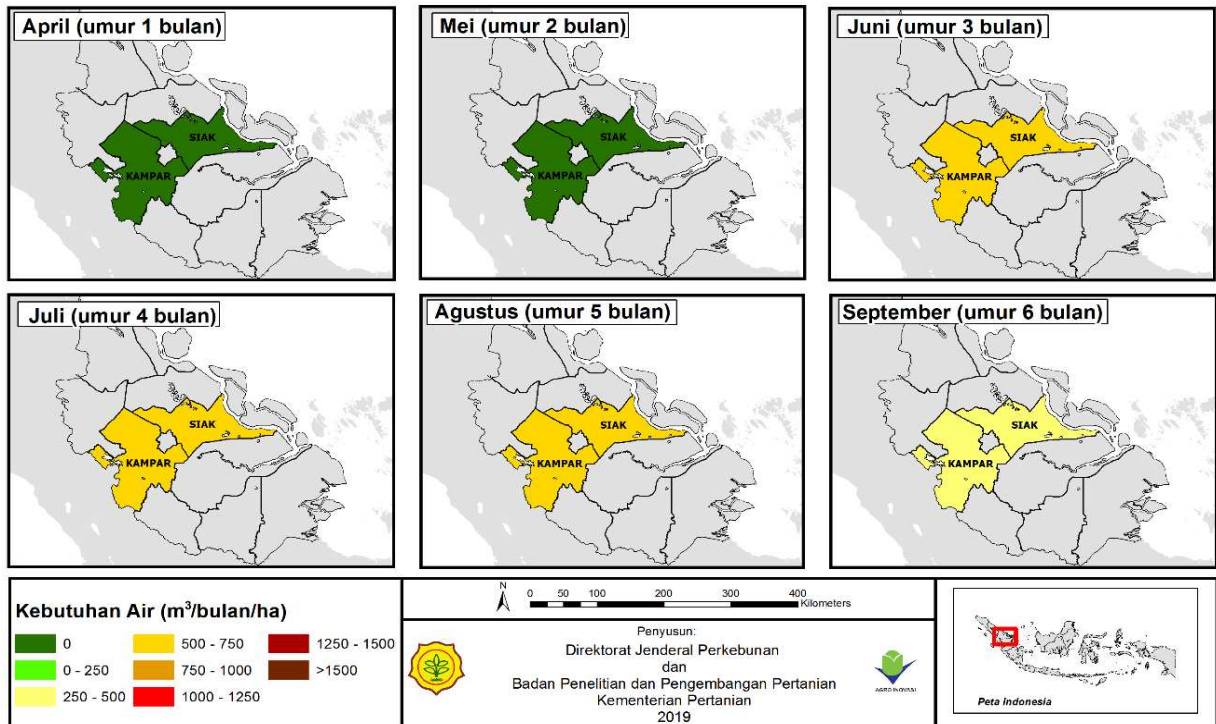 April (umur 1 bulan)
SIAK
KAMPAR
Mei (umur 2 bulan)
SIAK
KAMPAR
Juni (umur 3 bulan)
SIAK
KAMPAR
Juli (umur 4 bulan)
SIAK
KAMPAR
Agustus (umur 5 bulan)
SIAK
KAMPAR
September (umur 6 bulan)
SIAK
KAMPAR
Kebutuhan Air (m³/bulan/ha)
0
0 - 250
250 - 500
500 - 750
750 - 1000
1000 - 1250
1250 - 1500
>1500
N
0 50 100 200 300 400
Kilometers
Penyusun:
Direktorat Jenderal Perkebunan
dan
Badan Penelitian dan Pengembangan Pertanian
Kementerian Pertanian
2019
AGRO INOVASI
Peta Indonesia